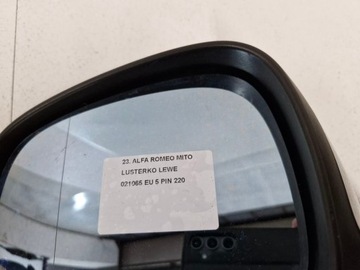 23. ALFA ROMEO MITO
LUSTERKO LEWE
021065 EU 5 PIN 220